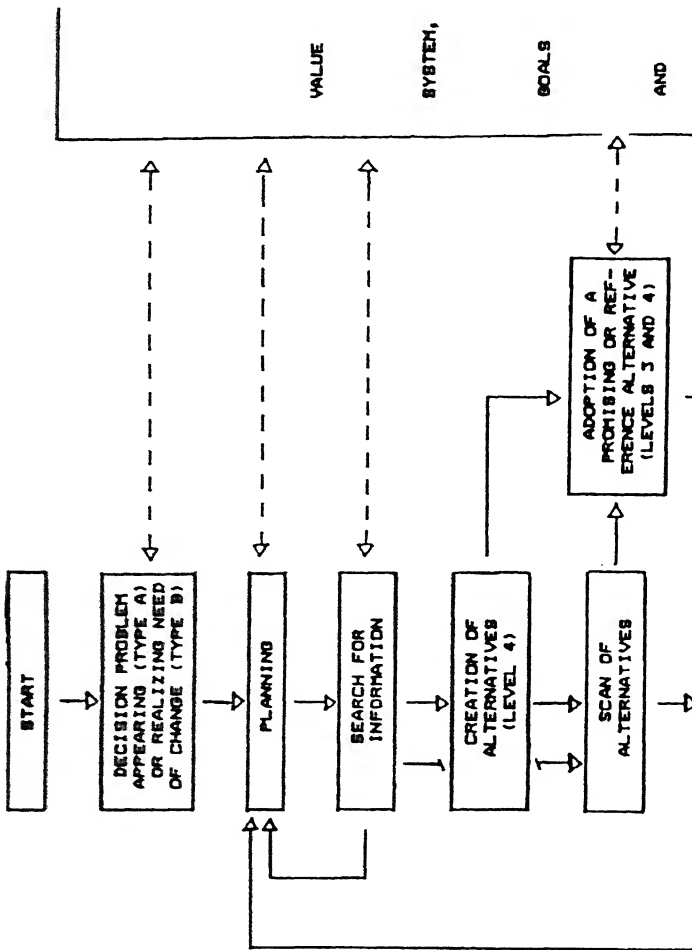 START
DECISION PROBLEM
APPEARING (TYPE A)
OR REALIZING NEED
OF CHANGE (TYPE B)
PLANNING
SEARCH FOR
INFORMATION
CREATION OF
ALTERNATIVES
(LEVEL 4)
SCAN OF
ALTERNATIVES
ADOPTION OF A
PROMISING OR REF-
ERENCE ALTERNATIVE
(LEVELS 3 AND 4)
VALUE
SYSTEM,
GOALS
AND